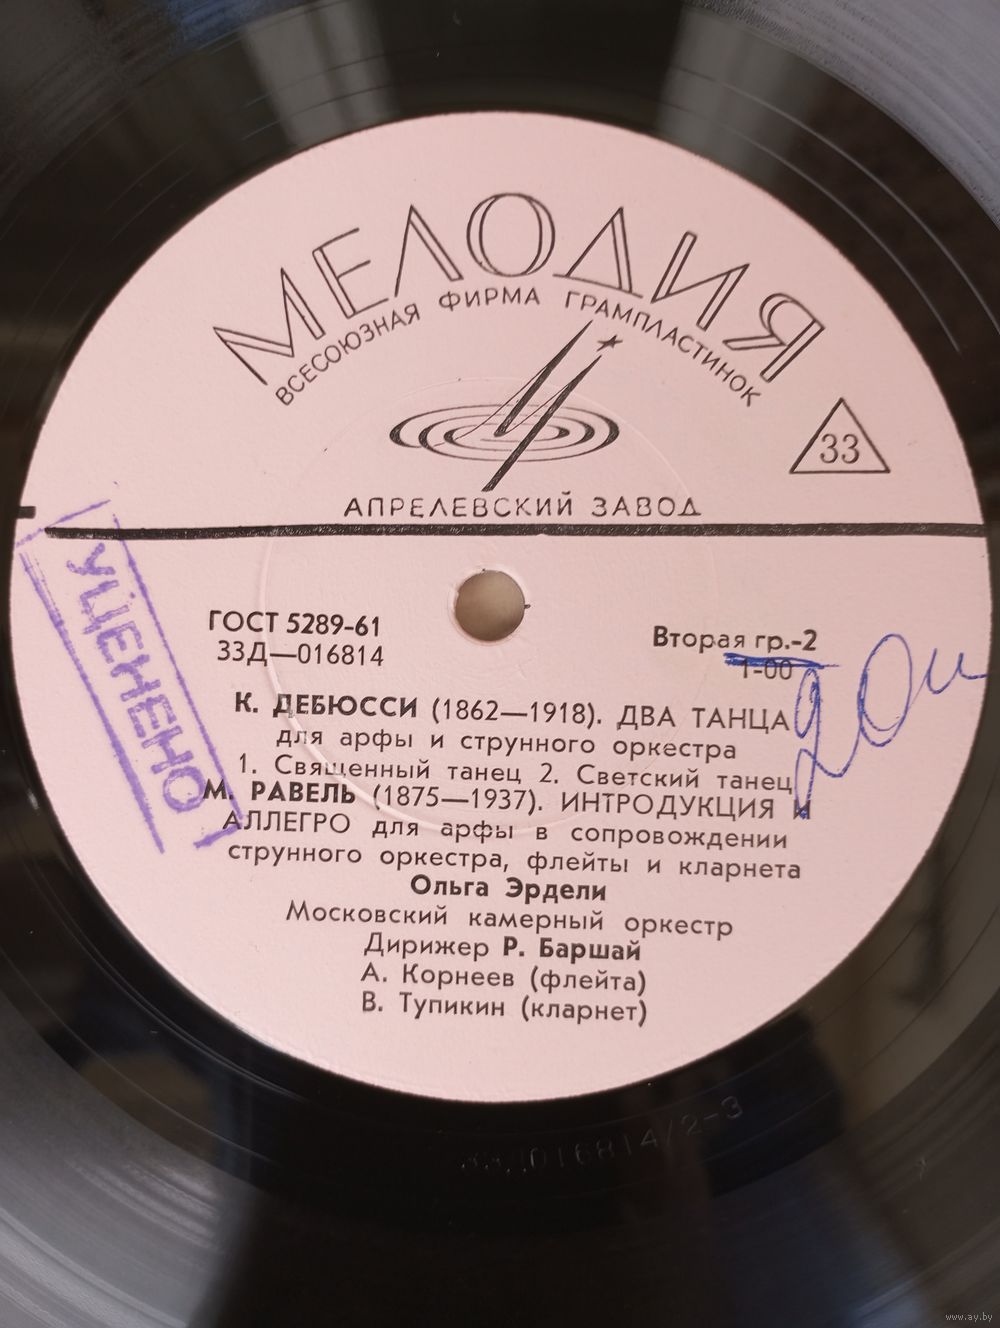 МЕЛОДИЯ
ВСЕСОЮЗНАЯ ФИРМА ГРАМПЛАСТИНОК
33
АПРЕЛЕВСКИЙ ЗАВОД
УЦЕНЕНО
ГОСТ 5289-61
33Д—016814
Вторая гр.-2
1-00
К. ДЕБЮССИ (1862—1918). ДВА ТАНЦА
для арфы и струнного оркестра
1. Священный танец 2. Светский танец
М. РАВЕЛЬ (1875—1937). ИНТРОДУКЦИЯ И
АЛЛЕГРО для арфы в сопровождении
струнного оркестра, флейты и кларнета
Ольга Эрдели
Московский камерный оркестр
Дирижер Р. Баршай
А. Корнеев (флейта)
В. Тупикин (кларнет)
016814/2-3
www.ay.by